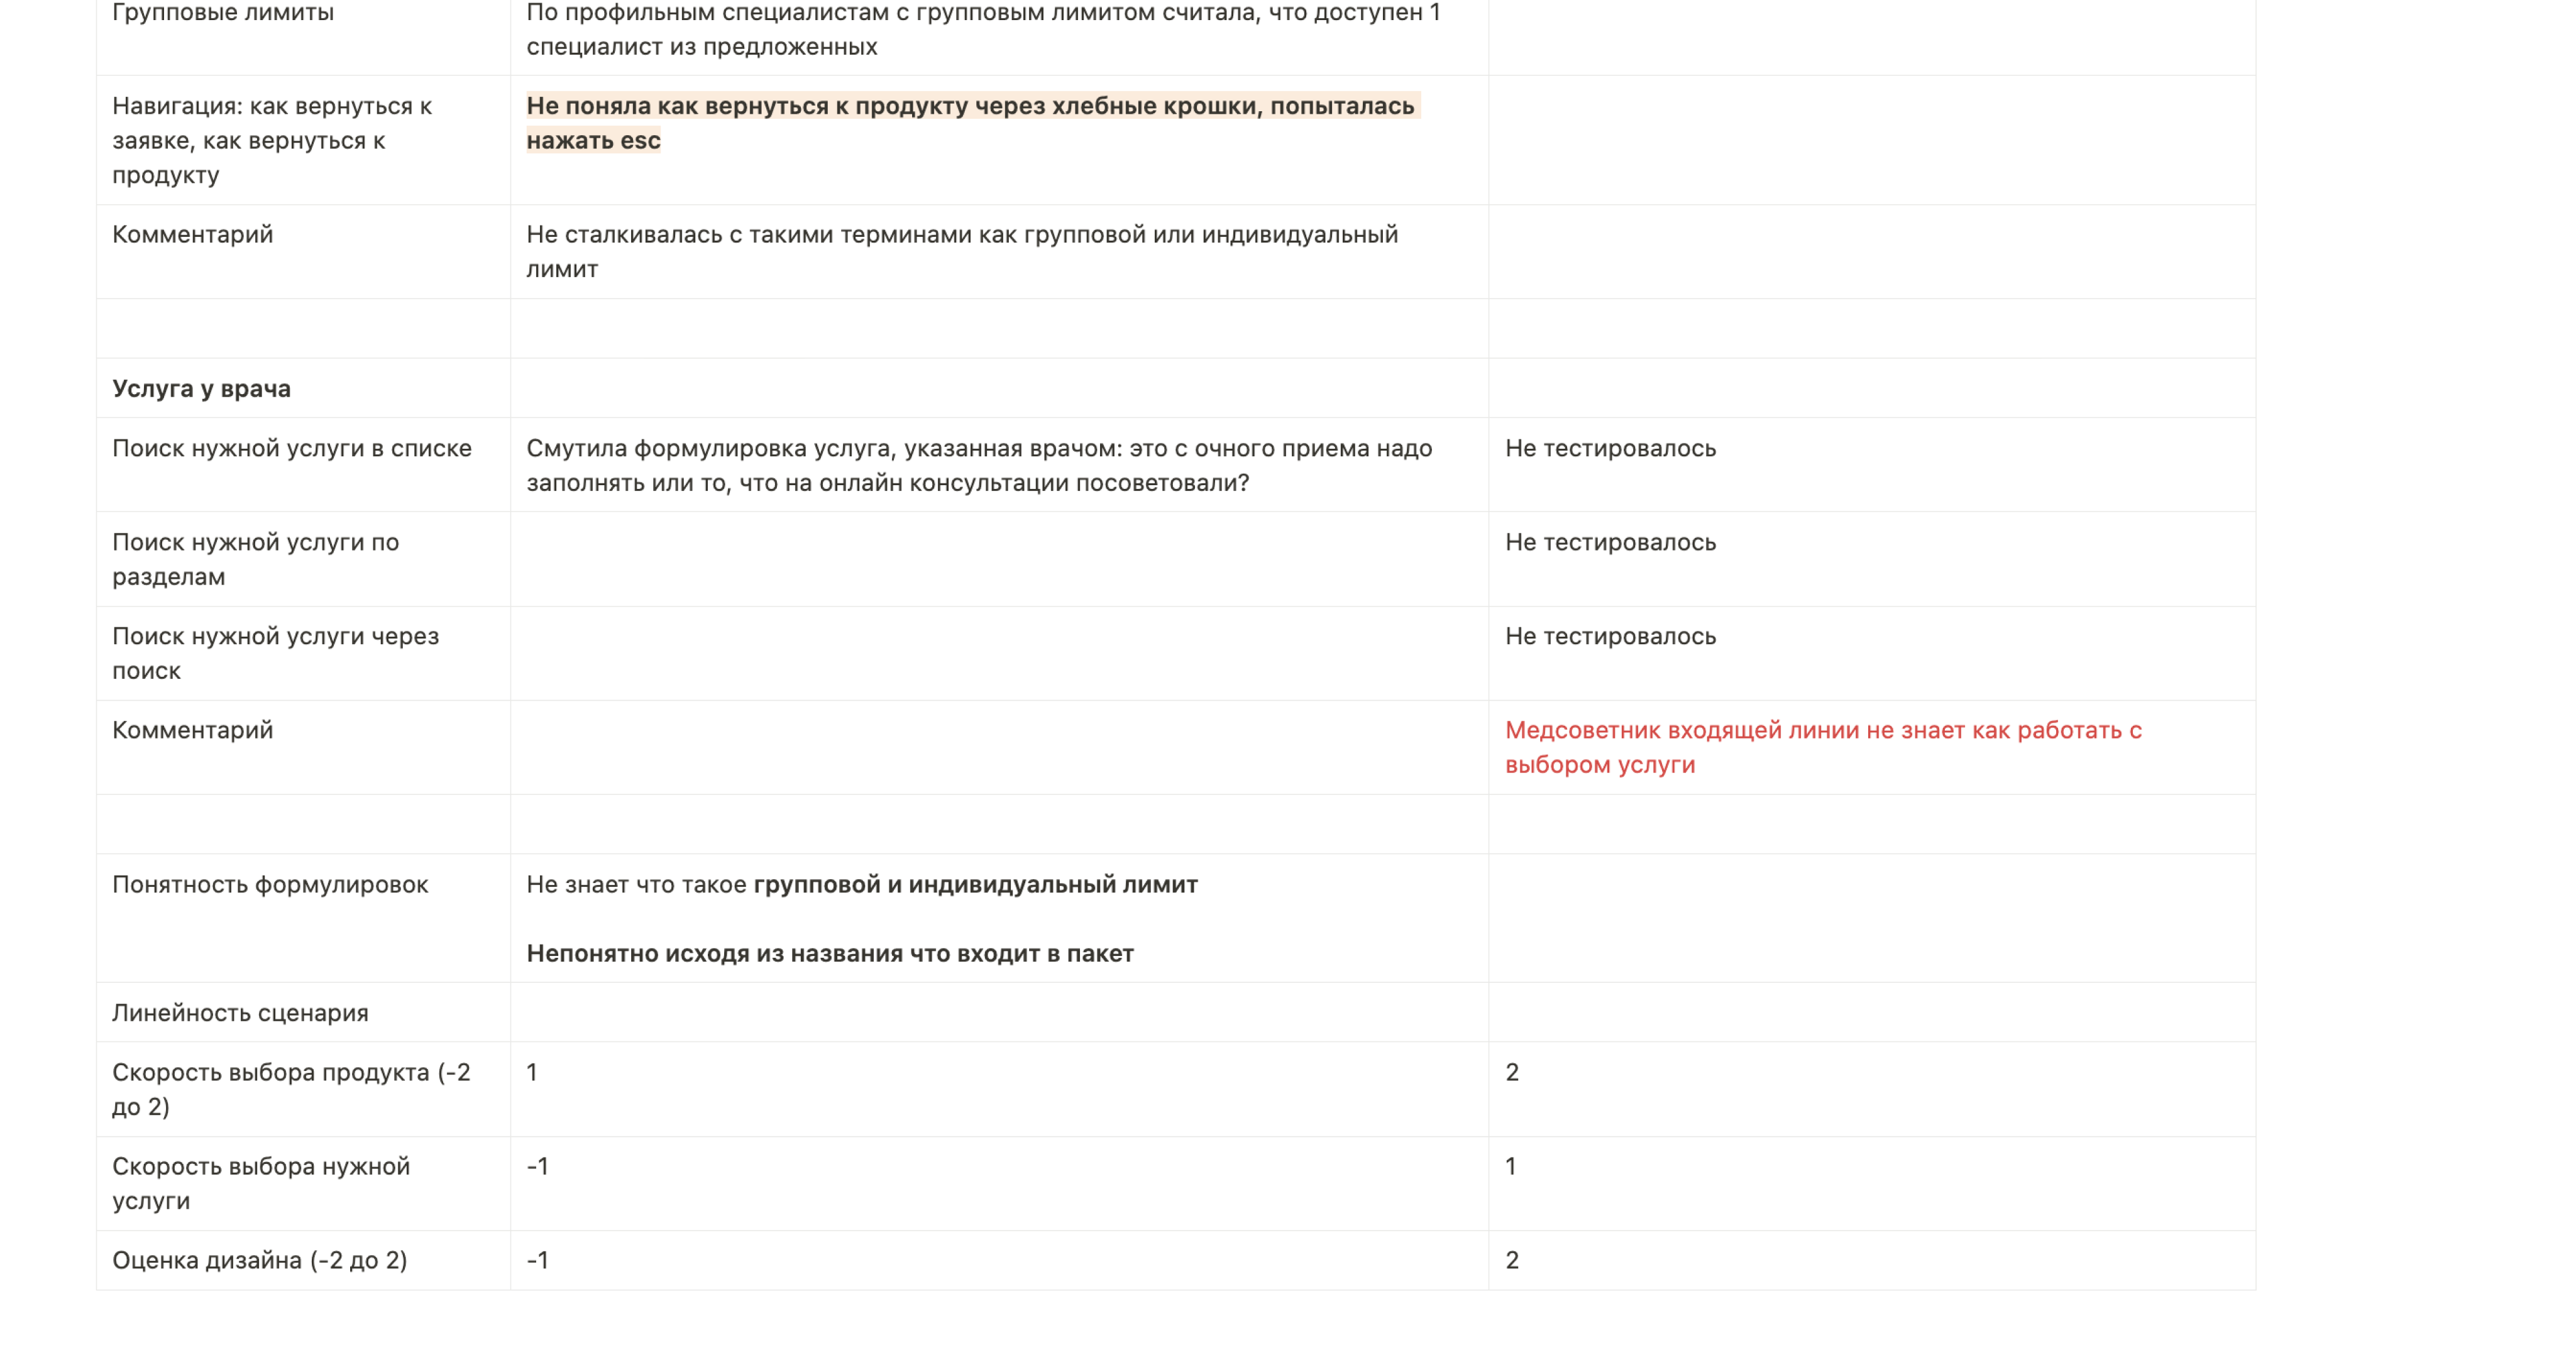 Групповые лимиты
По профильным специалистам с групповым лимитом считала, что доступен 1
специалист из предложенных
Навигация: как вернуться к
заявке, как вернуться к
продукту
Не поняла как вернуться к продукту через хлебные крошки, попыталась
нажать esc
Комментарий
Не сталкивалась с такими терминами как групповой или индивидуальный
лимит
Услуга у врача
Поиск нужной услуги в списке
Смутила формулировка услуга, указанная врачом: это с очного приема надо
заполнять или то, что на онлайн консультации посоветовали?
Не тестировалось
Поиск нужной услуги по
разделам
Не тестировалось
Поиск нужной услуги через
поиск
Не тестировалось
Комментарий
Медсоветник входящей линии не знает как работать с
выбором услуги
Понятность формулировок
Не знает что такое групповой и индивидуальный лимит
Непонятно исходя из названия что входит в пакет
Линейность сценария
Скорость выбора продукта (-2
до 2)
1
2
Скорость выбора нужной
услуги
-1
1
Оценка дизайна (-2 до 2)
-1
2